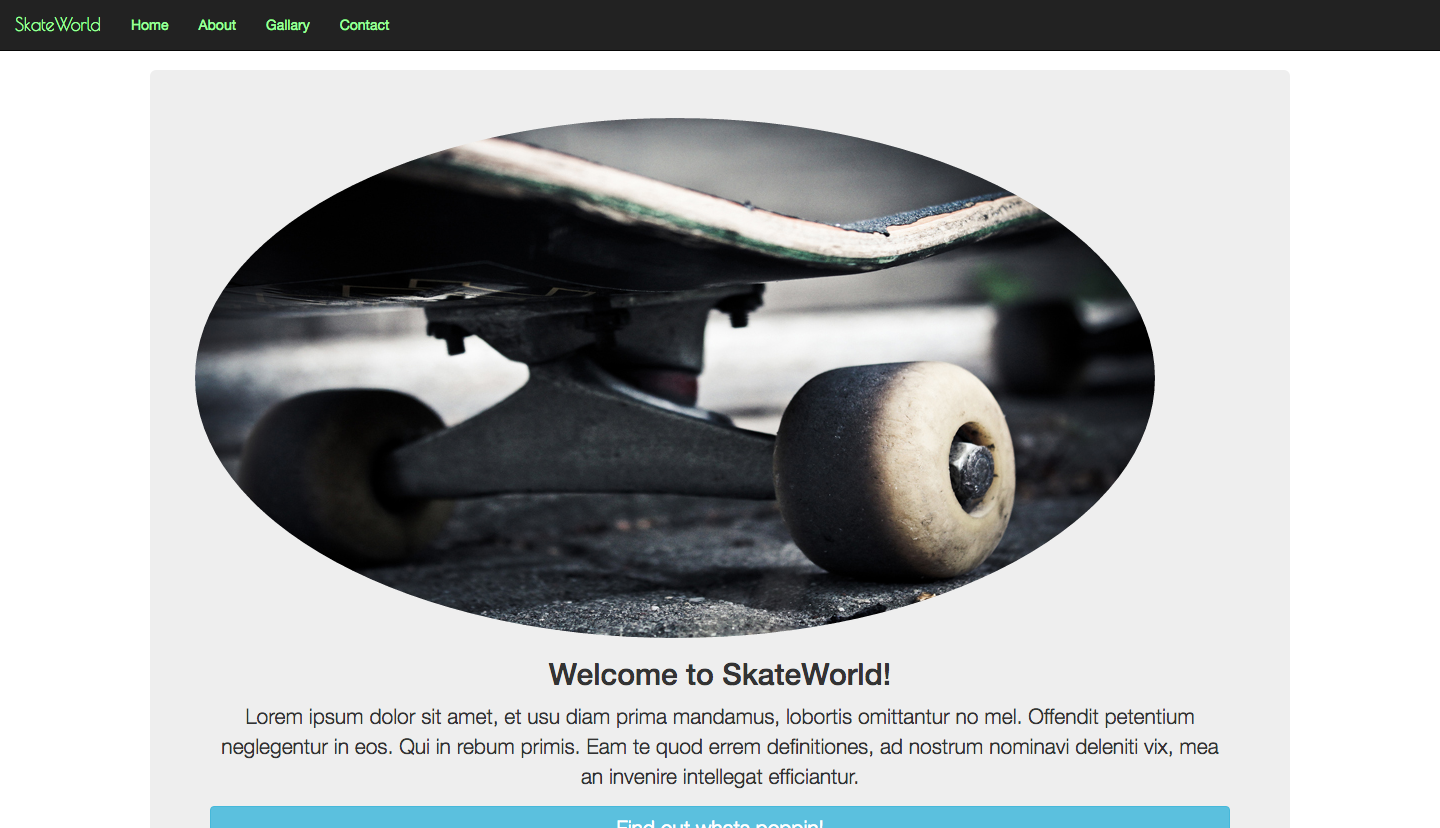 SkateWorld Home About Gallary Contact
Welcome to SkateWorld!
Lorem ipsum dolor sit amet, et usu diam prima mandamus, lobortis omittantur no mel. Offendit petentium
neglegentur in eos. Qui in rebum primis. Eam te quod errem definitiones, ad nostrum nominavi deleniti vix, mea
an invenire intellegat efficiantur.
Find out whats poppin!